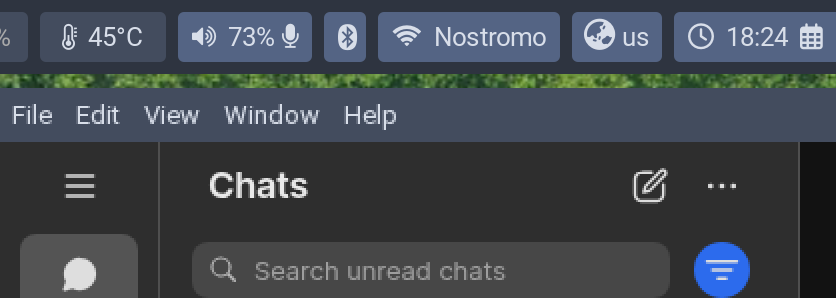 % 45°C 73% Nostromo us 18:24
File Edit View Window Help
Chats
Search unread chats